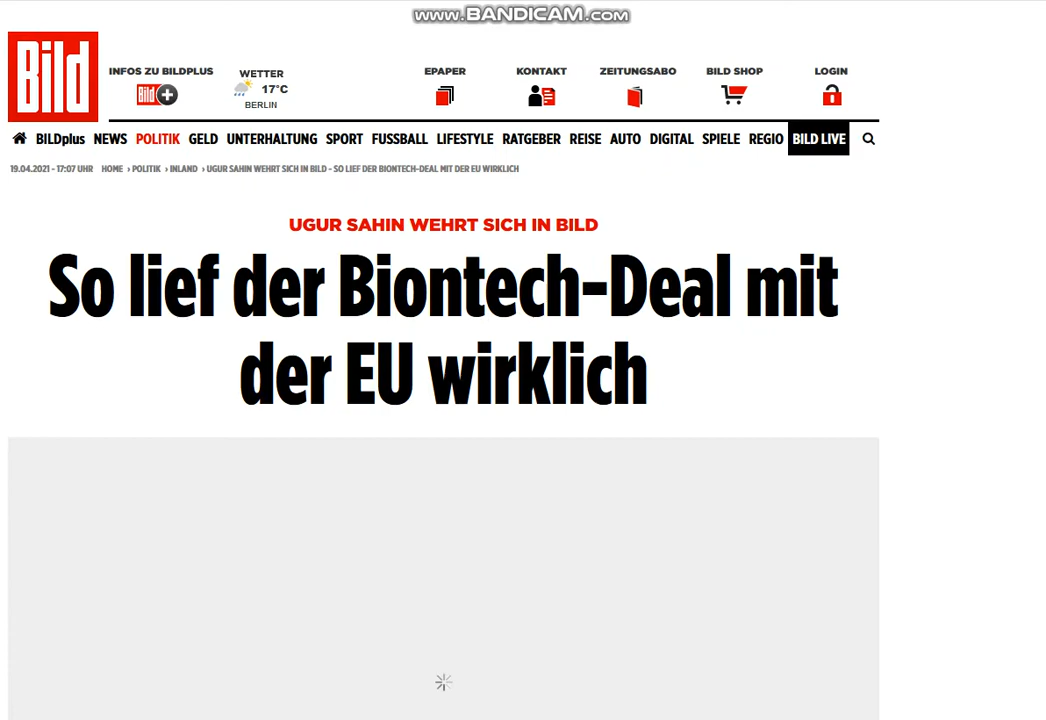 www.BANDICAM.com
Bild
INFOS ZU BILDPLUS
Bild
WETTER
17°C
BERLIN
EPAPER
KONTAKT
ZEITUNGSABO
BILD SHOP
LOGIN
BILDplus NEWS POLITIK GELD UNTERHALTUNG SPORT FUSSBALL LIFESTYLE RATGEBER REISE AUTO DIGITAL SPIELE REGIO BILD LIVE
19.04.2021 - 17:07 UHR HOME › POLITIK › INLAND › UGUR SAHIN WEHRT SICH IN BILD - SO LIEF DER BIONTECH-DEAL MIT DER EU WIRKLICH
UGUR SAHIN WEHRT SICH IN BILD
So lief der Biontech-Deal mit
der EU wirklich